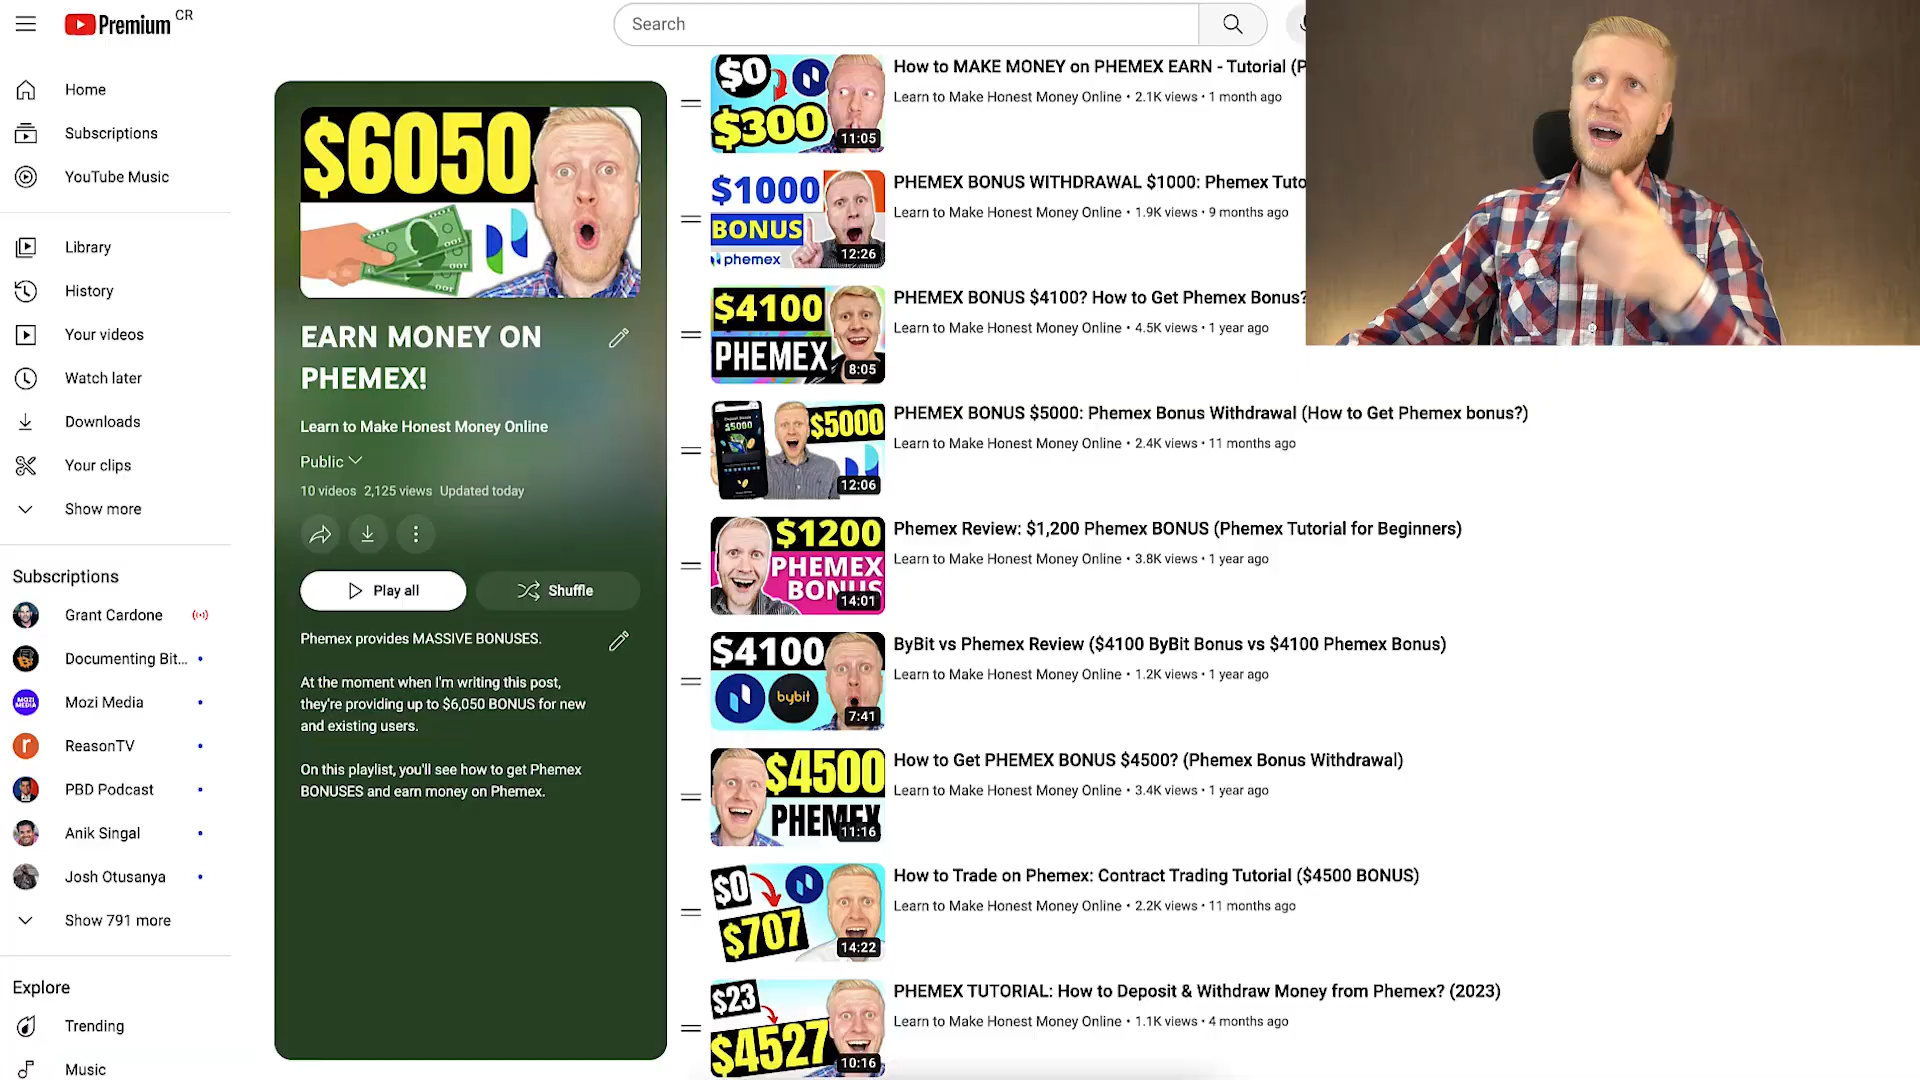 Premium CR
Search
Home
Subscriptions
YouTube Music
Library
History
Your videos
Watch later
Downloads
Your clips
Show more
Subscriptions
Grant Cardone
Documenting Bit...
MOZI MEDIA
Mozi Media
r
ReasonTV
PBD Podcast
Anik Singal
Josh Otusanya
Show 791 more
Explore
Trending
Music
$6050
100
100
EARN MONEY ON
PHEMEX!
Learn to Make Honest Money Online
Public
10 videos 2,125 views Updated today
Play all
Shuffle
Phemex provides MASSIVE BONUSES.
At the moment when I'm writing this post,
they're providing up to $6,050 BONUS for new
and existing users.
On this playlist, you'll see how to get Phemex
BONUSES and earn money on Phemex.
$0
$300
11:05
How to MAKE MONEY on PHEMEX EARN - Tutorial (P
Learn to Make Honest Money Online • 2.1K views • 1 month ago
$1000
BONUS
phemex
12:26
PHEMEX BONUS WITHDRAWAL $1000: Phemex Tuto
Learn to Make Honest Money Online • 1.9K views • 9 months ago
$4100
PHEMEX
8:05
PHEMEX BONUS $4100? How to Get Phemex Bonus?
Learn to Make Honest Money Online • 4.5K views • 1 year ago
$5000
$5000
12:06
PHEMEX BONUS $5000: Phemex Bonus Withdrawal (How to Get Phemex bonus?)
Learn to Make Honest Money Online • 2.4K views • 11 months ago
$1200
PHEMEX
BONUS
14:01
Phemex Review: $1,200 Phemex BONUS (Phemex Tutorial for Beginners)
Learn to Make Honest Money Online • 3.8K views • 1 year ago
$4100
bybit
7:41
ByBit vs Phemex Review ($4100 ByBit Bonus vs $4100 Phemex Bonus)
Learn to Make Honest Money Online • 1.2K views • 1 year ago
$4500
PHEMEX
11:16
How to Get PHEMEX BONUS $4500? (Phemex Bonus Withdrawal)
Learn to Make Honest Money Online • 3.4K views • 1 year ago
$0
$707
14:22
How to Trade on Phemex: Contract Trading Tutorial ($4500 BONUS)
Learn to Make Honest Money Online • 2.2K views • 11 months ago
$23
$4527
10:16
PHEMEX TUTORIAL: How to Deposit & Withdraw Money from Phemex? (2023)
Learn to Make Honest Money Online • 1.1K views • 4 months ago